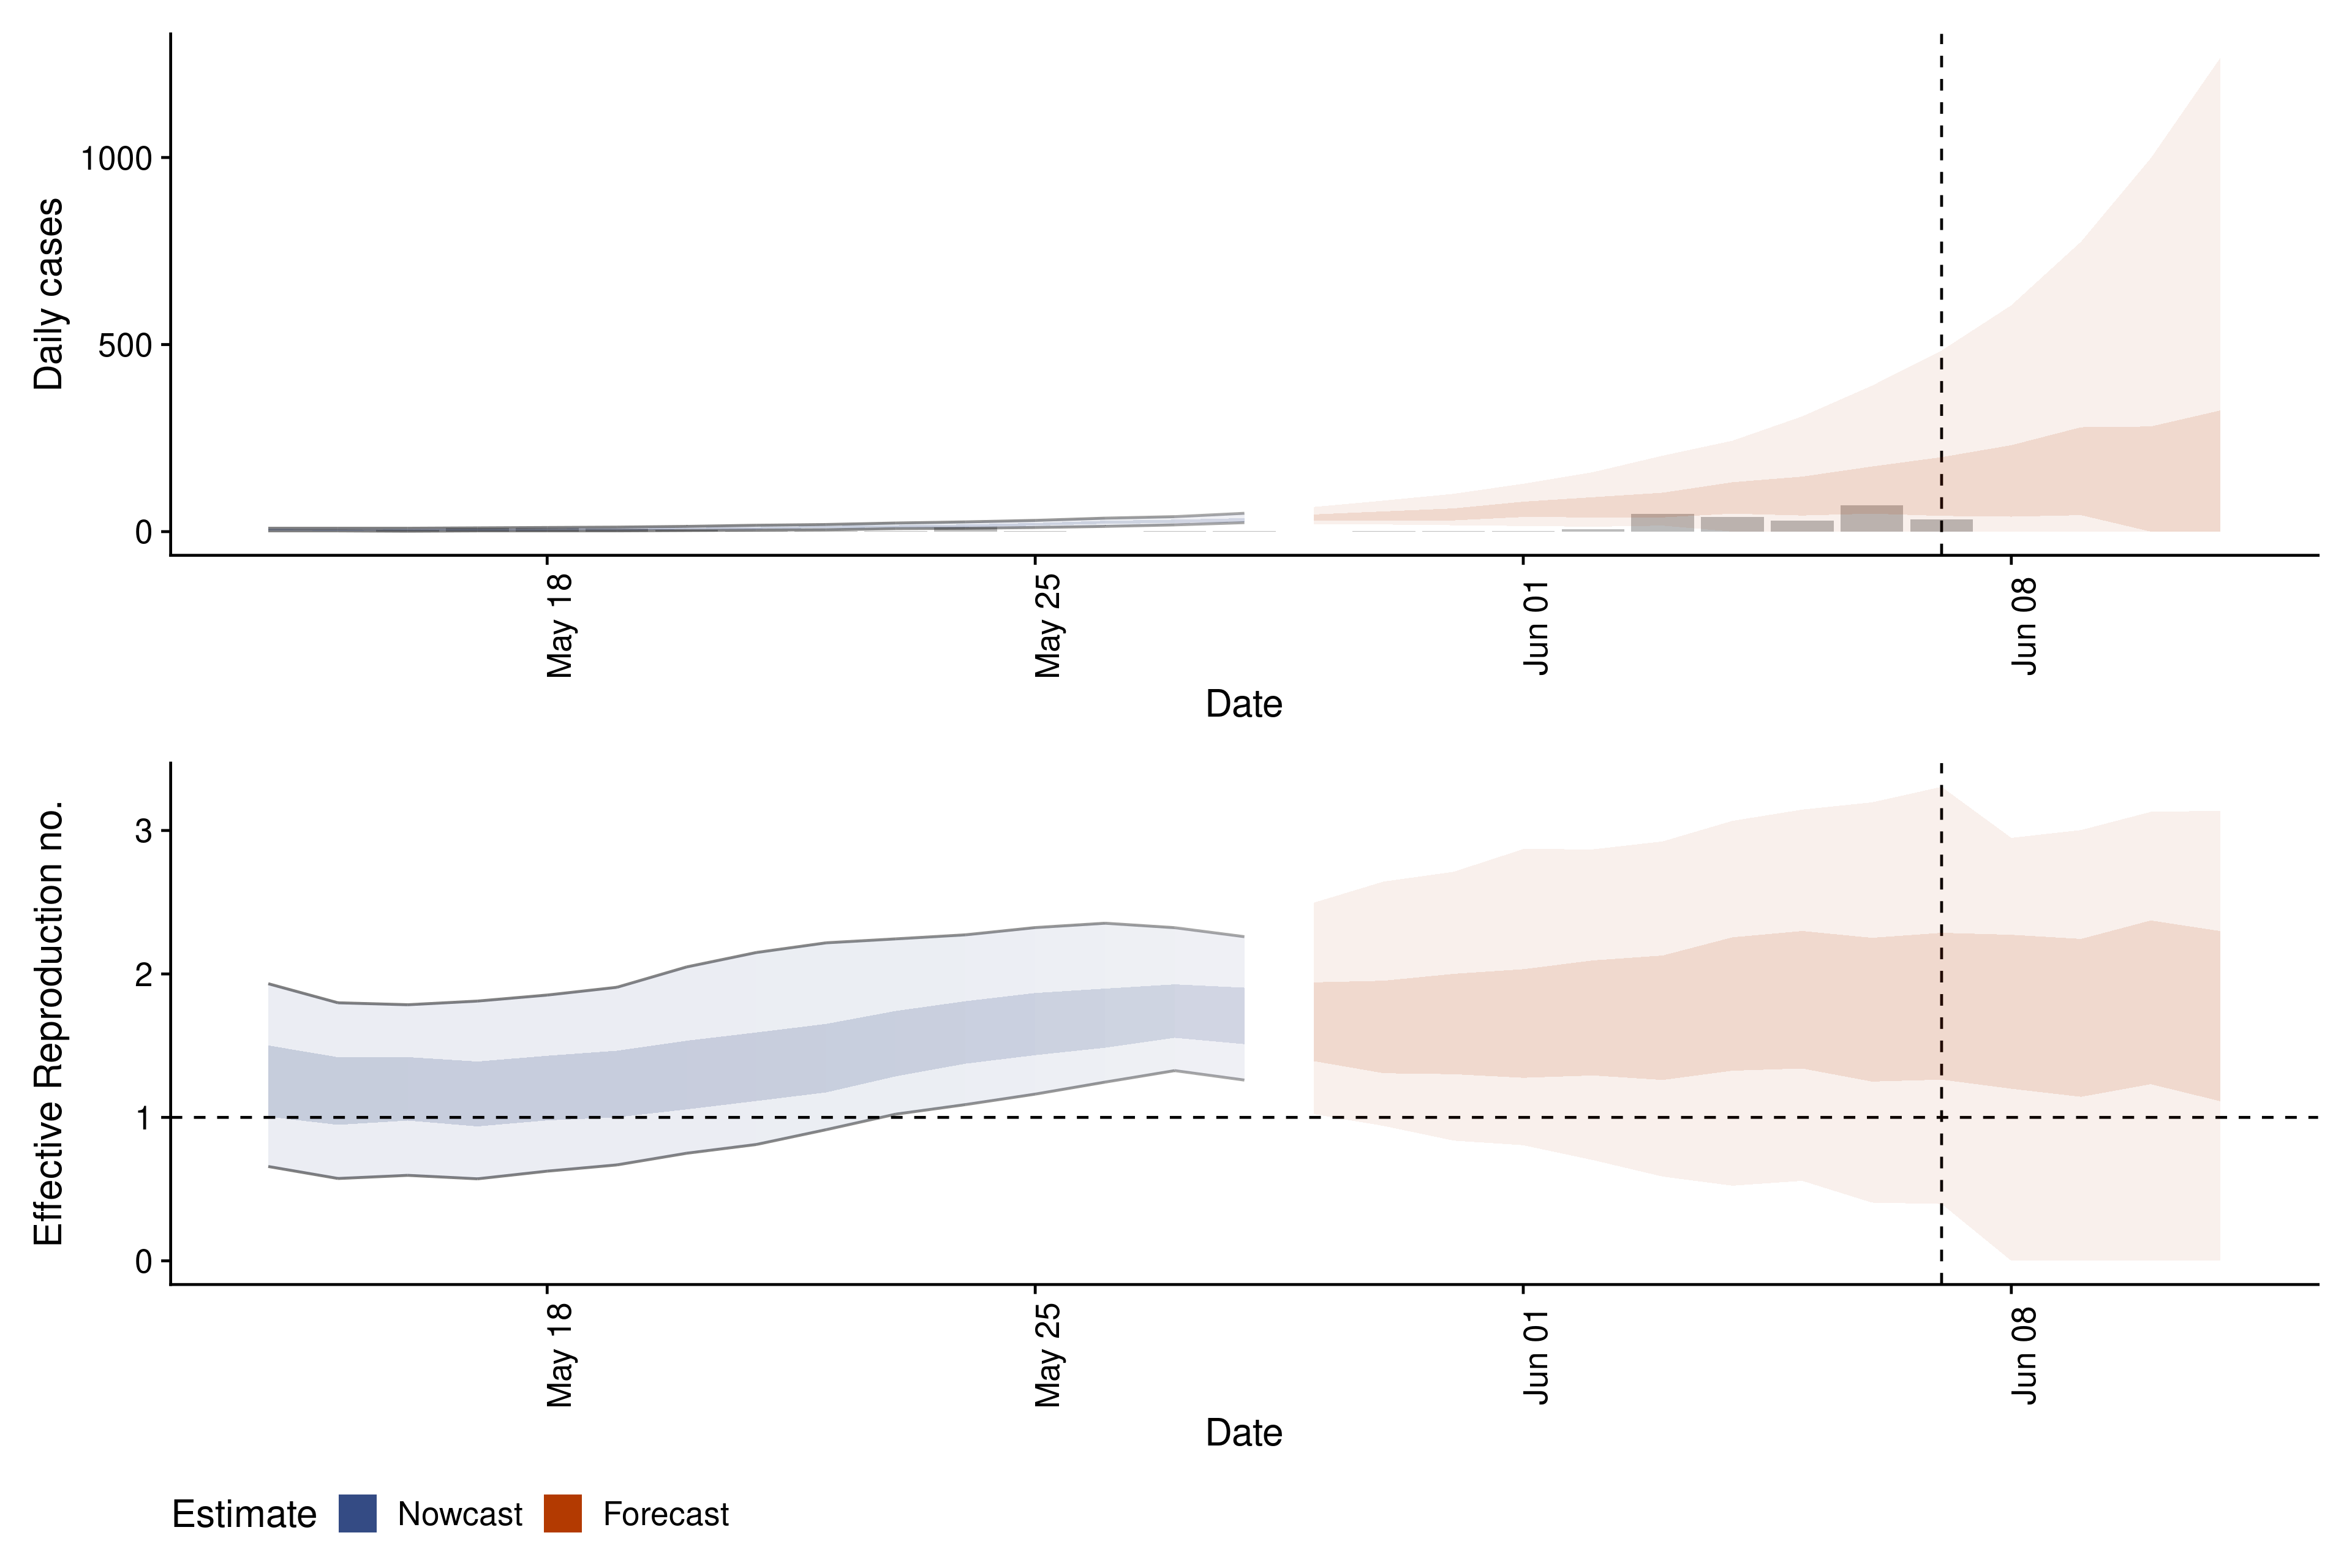 Daily cases
1000
500
0
May 18
May 25
Jun 01
Jun 08
Date
Effective Reproduction no.
3
2
1
0
May 18
May 25
Jun 01
Jun 08
Date
Estimate Nowcast Forecast